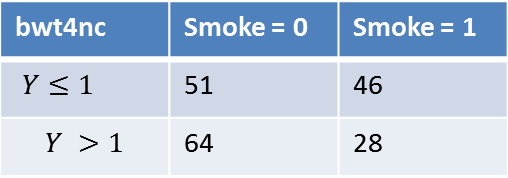 bwt4nc Smoke = 0 Smoke = 1
Y ≤ 1 51 46
Y > 1 64 28